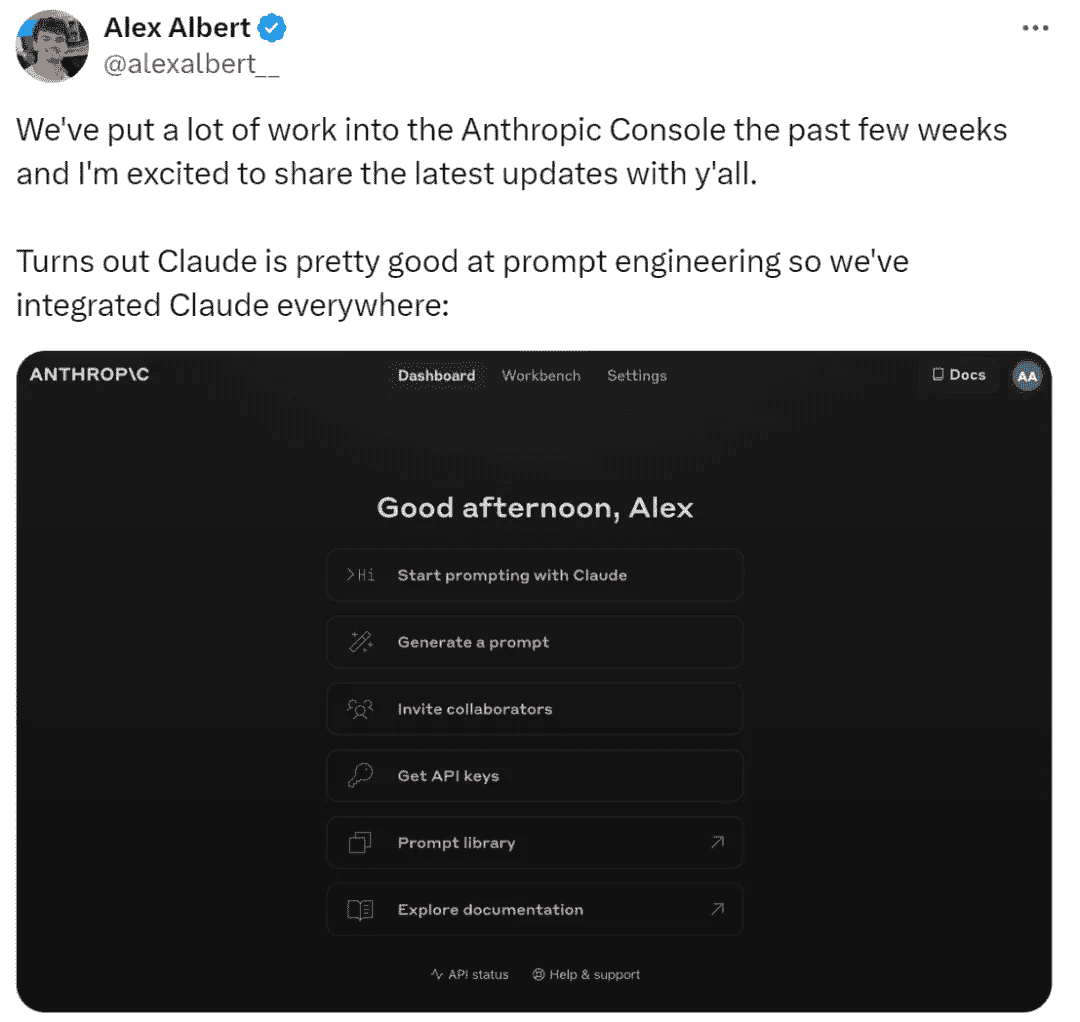 Alex Albert
@alexalbert__
We've put a lot of work into the Anthropic Console the past few weeks
and I'm excited to share the latest updates with y'all.
Turns out Claude is pretty good at prompt engineering so we've
integrated Claude everywhere:
ANTHROP\C Dashboard Workbench Settings Docs AA
Good afternoon, Alex
>Hi Start prompting with Claude
Generate a prompt
Invite collaborators
Get API keys
Prompt library
Explore documentation
API status Help & support